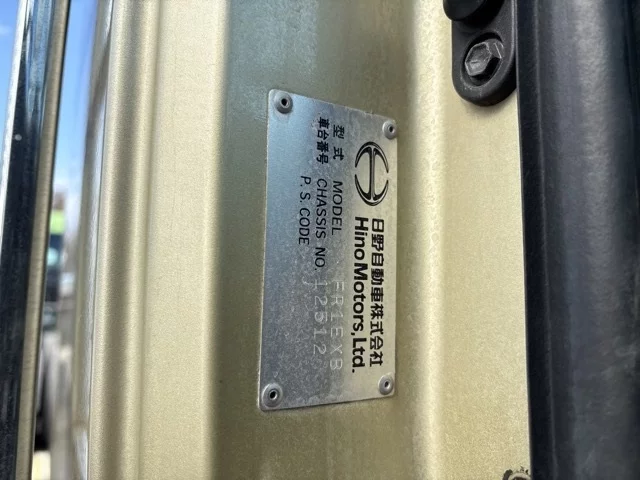 日野自動車株式会社
Hino Motors, Ltd.
型式 MODEL FR1EXB
車台番号 CHASSIS NO. 12512
P. S. CODE